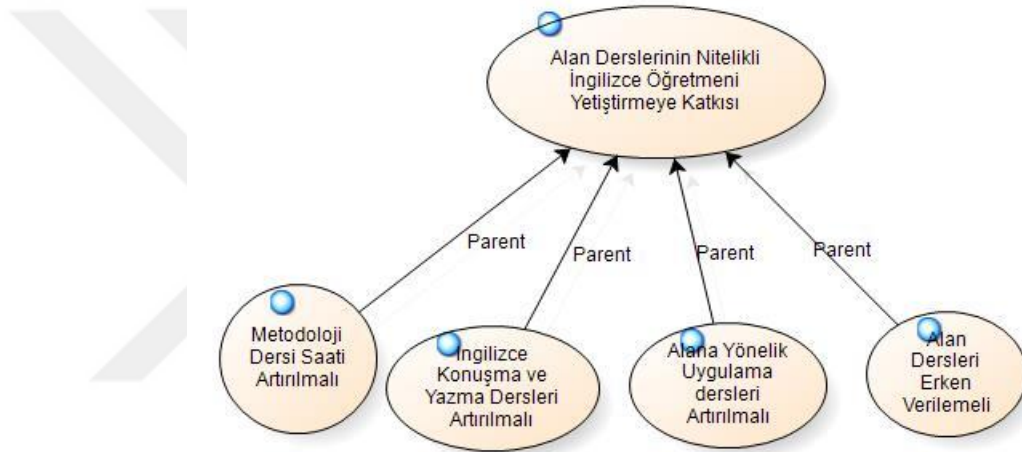 Alan Derslerinin Nitelikli
İngilizce Öğretmeni
Yetiştirmeye Katkısı
Parent
Parent
Parent
Parent
Metodoloji
Dersi Saati
Artırılmalı
İngilizce
Konuşma ve
Yazma Dersleri
Artırılmalı
Alana Yönelik
Uygulama
dersleri
Artırılmalı
Alan
Dersleri
Erken
Verilemeli